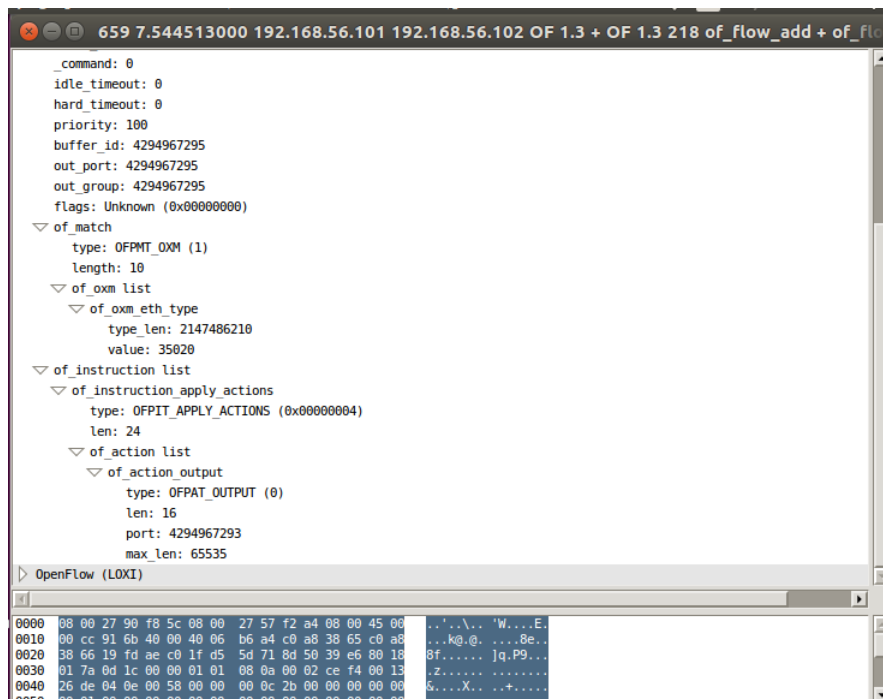 659 7.544513000 192.168.56.101 192.168.56.102 OF 1.3 + OF 1.3 218 of_flow_add + of_flo
_command: 0
idle_timeout: 0
hard_timeout: 0
priority: 100
buffer_id: 4294967295
out_port: 4294967295
out_group: 4294967295
flags: Unknown (0x00000000)
of_match
type: OFPMT_OXM (1)
length: 10
of_oxm list
of_oxm_eth_type
type_len: 2147486210
value: 35020
of_instruction list
of_instruction_apply_actions
type: OFPIT_APPLY_ACTIONS (0x00000004)
len: 24
of_action list
of_action_output
type: OFPAT_OUTPUT (0)
len: 16
port: 4294967293
max_len: 65535
OpenFlow (LOXI)
0000 08 00 27 90 f8 5c 08 00 27 57 f2 a4 08 00 45 00 ..'..\.. 'W....E.
0010 00 cc 91 6b 40 00 40 06 b6 a4 c0 a8 38 65 c0 a8 ...k@.@. ....8e..
0020 38 66 19 fd ae c0 1f d5 5d 71 8d 50 39 e6 80 18 8f...... ]q.P9...
0030 01 7a 0d 1c 00 00 01 01 08 0a 00 02 ce f4 00 13 .z...... ........
0040 26 de 04 0e 00 58 00 00 00 0c 2b 00 00 00 00 00 &....X.. ..+.....